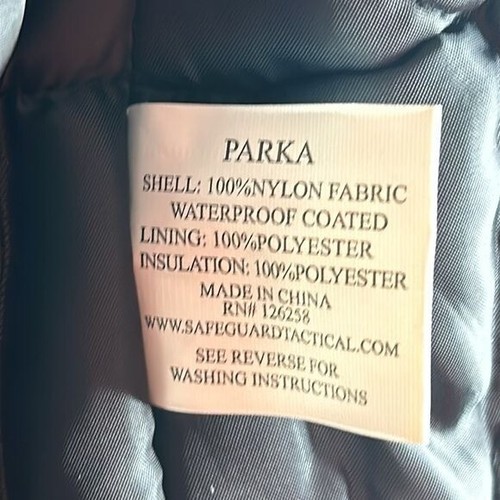 PARKA
SHELL: 100%NYLON FABRIC
WATERPROOF COATED
LINING: 100%POLYESTER
INSULATION: 100%POLYESTER
MADE IN CHINA
RN# 126258
WWW.SAFEGUARDTACTICAL.COM
SEE REVERSE FOR
WASHING INSTRUCTIONS